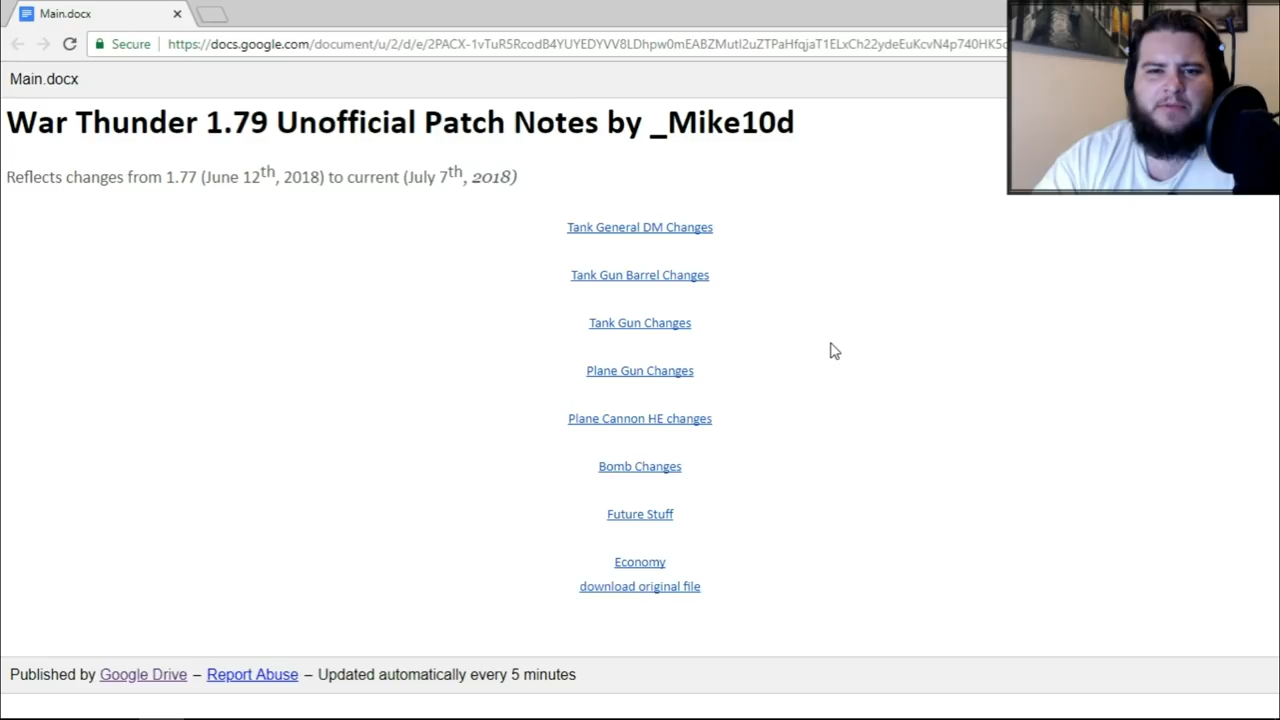 Main.docx
Secure
https://docs.google.com/document/u/2/d/e/2PACX-1vTuR5RcodB4YUYEDYVV8LDhpw0mEABZMutI2uZTPaHfqjaT1ELxCh22ydeEuKcvN4p740HK5c
Main.docx
War Thunder 1.79 Unofficial Patch Notes by _Mike10d
Reflects changes from 1.77 (June 12th, 2018) to current (July 7th, 2018)
Tank General DM Changes
Tank Gun Barrel Changes
Tank Gun Changes
Plane Gun Changes
Plane Cannon HE changes
Bomb Changes
Future Stuff
Economy
download original file
Published by Google Drive – Report Abuse – Updated automatically every 5 minutes